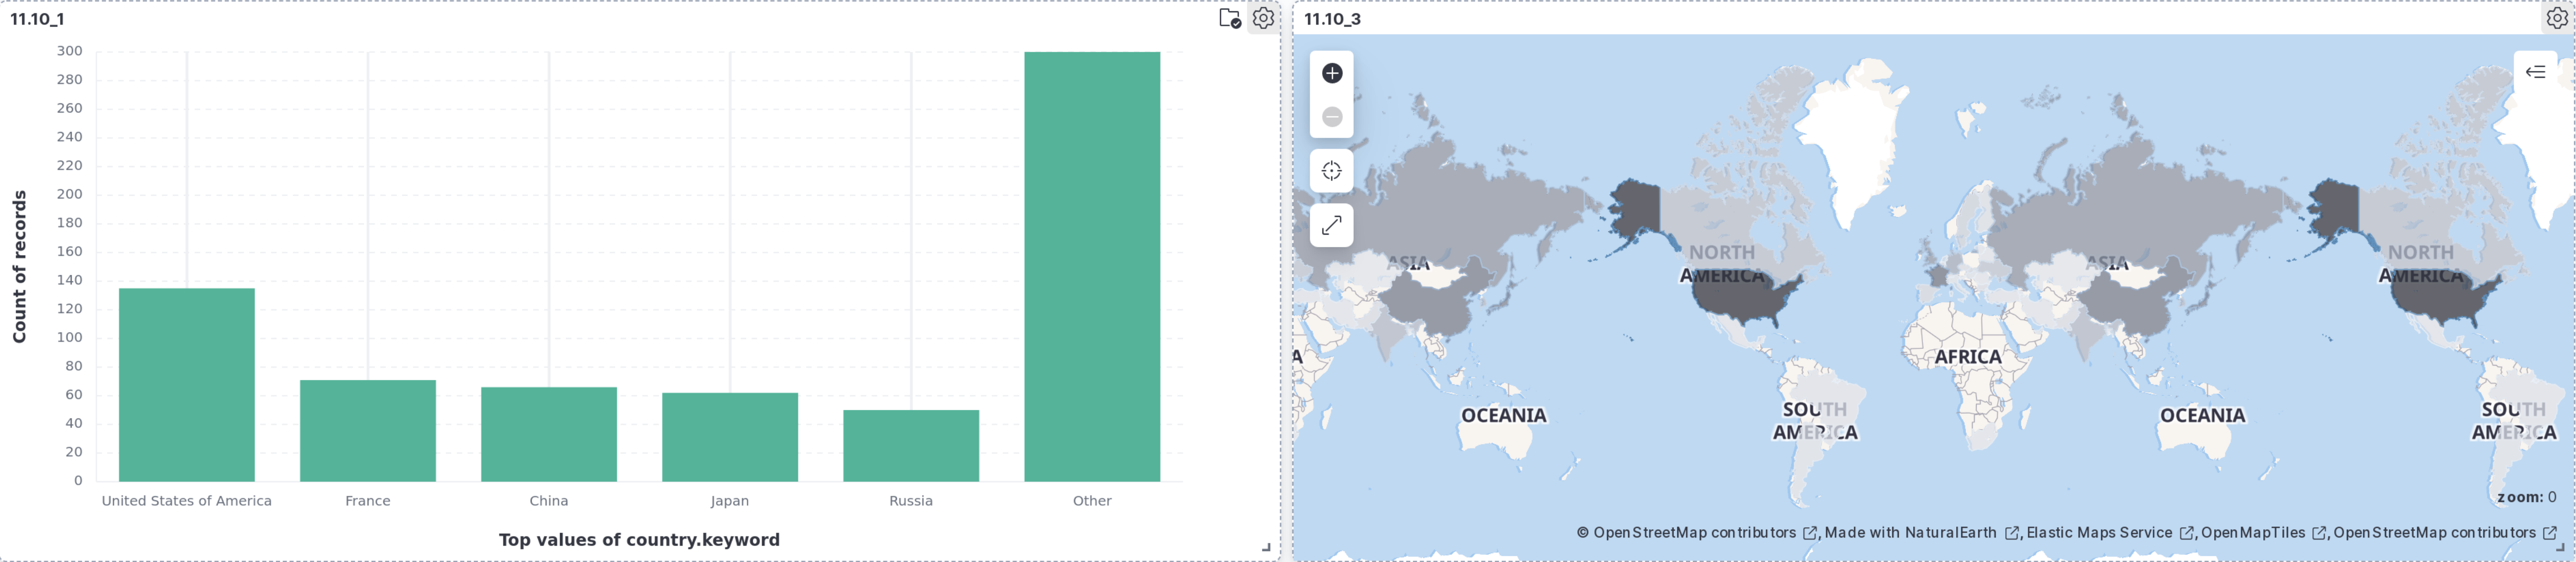 11.10_1
300
280
260
240
220
200
180
160
140
120
100
80
60
40
20
0
Count of records
United States of America
France
China
Japan
Russia
Other
Top values of country.keyword
11.10_3
ASIA
NORTH
AMERICA
ASIA
NORTH
AMERICA
A
AFRICA
OCEANIA
SOUTH
AMERICA
OCEANIA
SOUTH
AMERICA
zoom: 0
© OpenStreetMap contributors, Made with NaturalEarth, Elastic Maps Service, OpenMapTiles, OpenStreetMap contributors